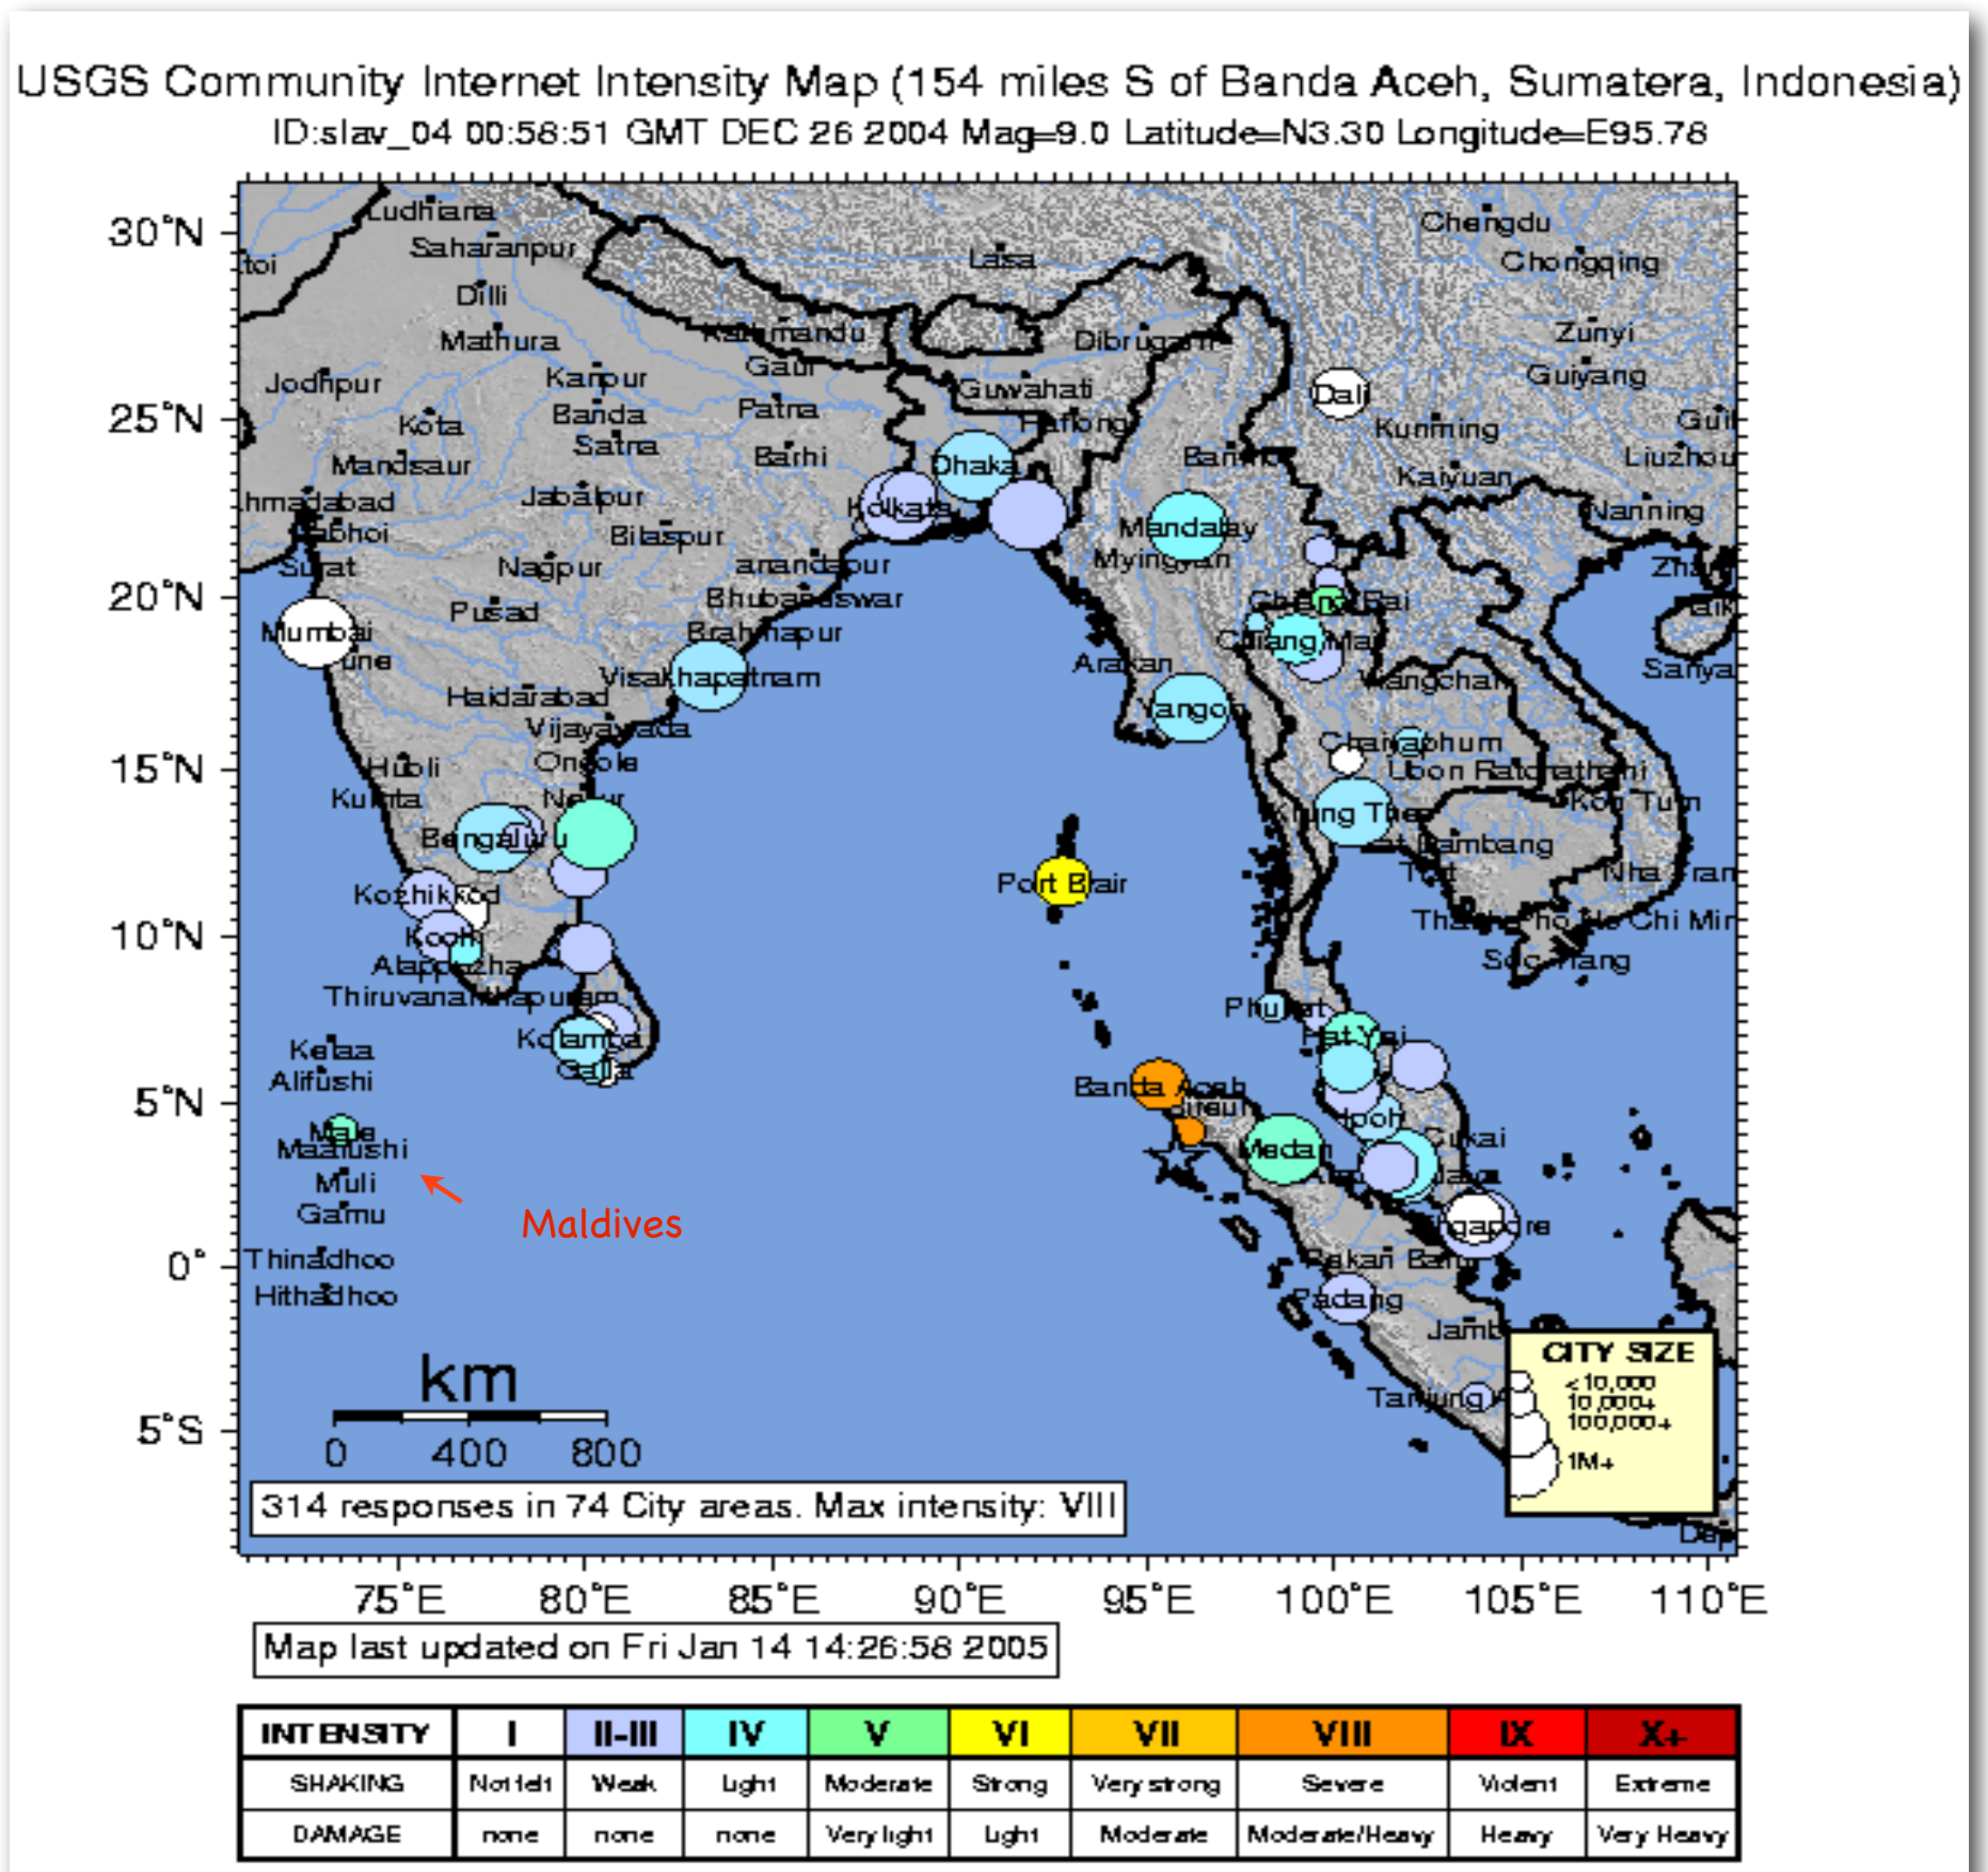 USGS Community Internet Intensity Map (154 miles S of Banda Aceh, Sumatera, Indonesia)
ID:slav_04 00:58:51 GMT DEC 26 2004 Mag=9.0 Latitude=N3.30 Longitude=E95.78
30°N
25°N
20°N
15°N
10°N
5°N
0°
5°S
Ludhiana
Chengdu
Saharanpur
Lasa
Chongqing
Dilli
Mathura
Dibrugarh
Zunyi
Jodhpur
Kanpur
Gaur
Guwahati
Dali
Guiyang
Kota
Banda
Patna
Haflong
Kunming
Satna
Mandsaur
Barhi
Dhaka
Kaiyuan
Liuzhou
hmadabad
Jabalpur
Kolkata
Nanning
Bilaspur
Mandalay
Surat
Nagpur
anandapur
Myingyan
Pusad
Bhubaneswar
Mumbai
Brahmapur
une
Arakan
Sanya
Haidarabad
Visakhapatnam
Yangon
Vijayawada
Hubli
Ongole
Chaiyaphum
Ubon Ratchathani
Kumta
Kon Tum
Bengaluru
Kozhikkod
Port Blair
Kochi
Alappuzha
Thiruvananthapuram
Phuket
Kolamba
Hat Yai
Kelaa
Galla
Alifushi
Banda Aceh
Bireun
Male
Ipoh
Maafushi
Medan
Cukai
Muli
Gamu
Maldives
Thinadhoo
Hithadhoo
Padang
Jambi
km
0 400 800
CITY SIZE
<10,000
10,000+
100,000+
1M+
314 responses in 74 City areas. Max intensity: VIII
75°E 80°E 85°E 90°E 95°E 100°E 105°E 110°E
Map last updated on Fri Jan 14 14:26:58 2005
INTENSITY I II-III IV V VI VII VIII IX X+
SHAKING Not felt Weak Light Moderate Strong Very strong Severe Violent Extreme
DAMAGE none none none Very light Light Moderate Moderate/Heavy Heavy Very Heavy